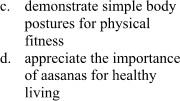 c. demonstrate simple body
postures for physical
fitness
d. appreciate the importance
of aasanas for healthy
living